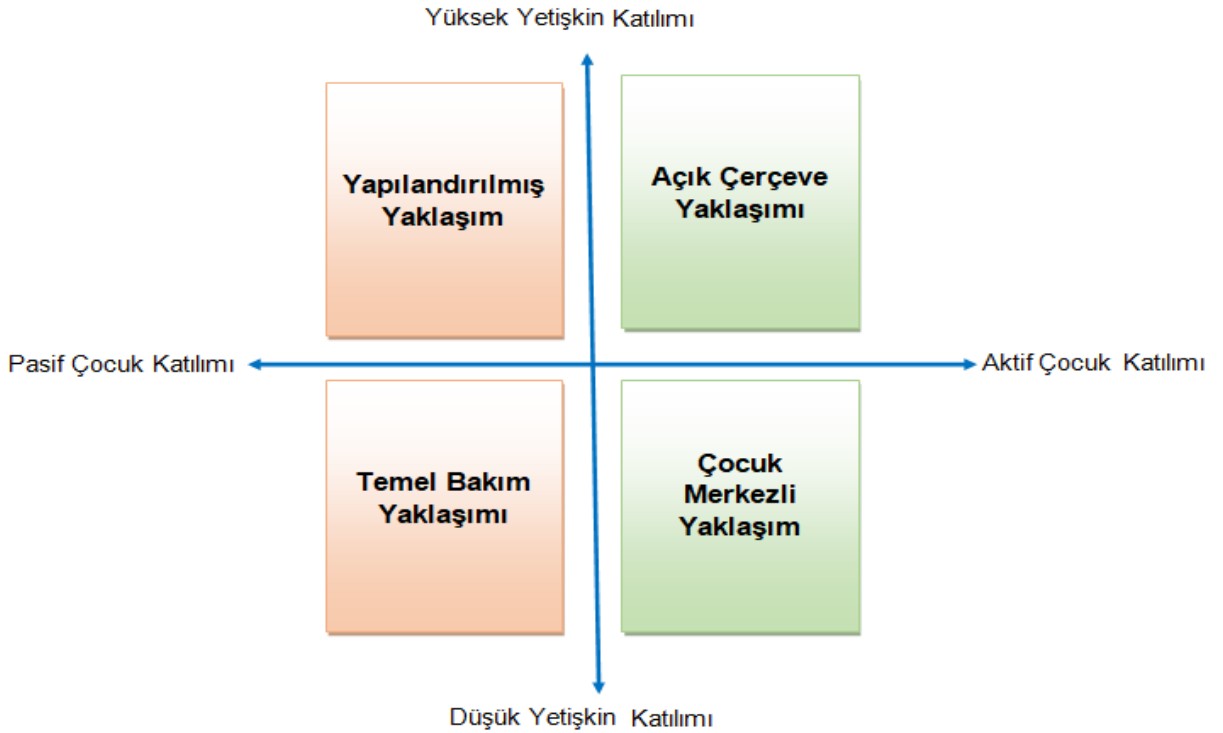 Yüksek Yetişkin Katılımı
Yapılandırılmış
Yaklaşım
Açık Çerçeve
Yaklaşımı
Pasif Çocuk Katılımı
Aktif Çocuk Katılımı
Temel Bakım
Yaklaşımı
Çocuk
Merkezli
Yaklaşım
Düşük Yetişkin Katılımı